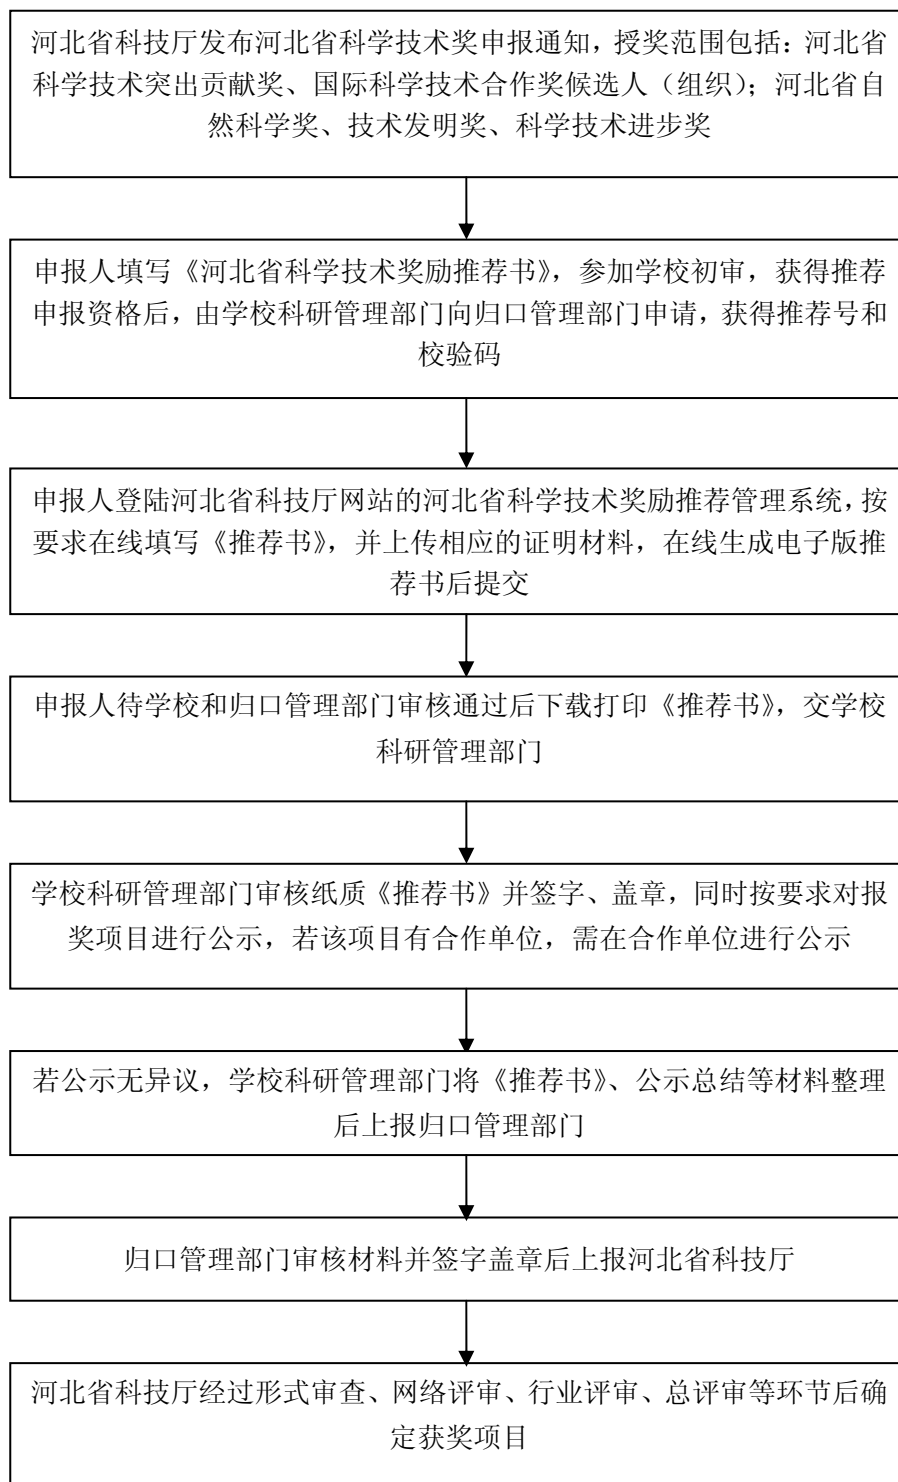 河北省科技厅发布河北省科学技术奖申报通知，授奖范围包括：河北省
科学技术突出贡献奖、国际科学技术合作奖候选人（组织）；河北省自
然科学奖、技术发明奖、科学技术进步奖
申报人填写《河北省科学技术奖励推荐书》，参加学校初审，获得推荐
申报资格后，由学校科研管理部门向归口管理部门申请，获得推荐号和
校验码
申报人登陆河北省科技厅网站的河北省科学技术奖励推荐管理系统，按
要求在线填写《推荐书》，并上传相应的证明材料，在线生成电子版推
荐书后提交
申报人待学校和归口管理部门审核通过后下载打印《推荐书》，交学校
科研管理部门
学校科研管理部门审核纸质《推荐书》并签字、盖章，同时按要求对报
奖项目进行公示，若该项目有合作单位，需在合作单位进行公示
若公示无异议，学校科研管理部门将《推荐书》、公示总结等材料整理
后上报归口管理部门
归口管理部门审核材料并签字盖章后上报河北省科技厅
河北省科技厅经过形式审查、网络评审、行业评审、总评审等环节后确
定获奖项目